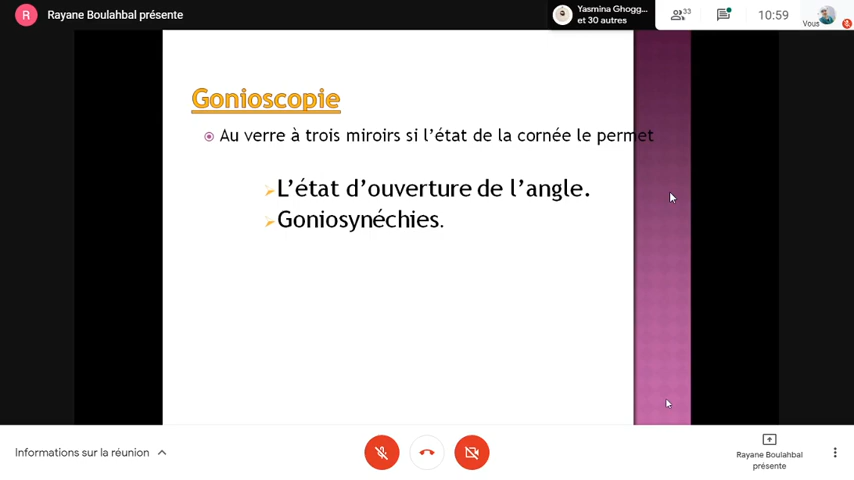 R Rayane Boulahbal présente
Yasmina Ghogg...
et 30 autres
33
10:59
Vous
Gonioscopie
Au verre à trois miroirs si l'état de la cornée le permet
L'état d'ouverture de l'angle.
Goniosynéchies.
Informations sur la réunion
Rayane Boulahbal
présente